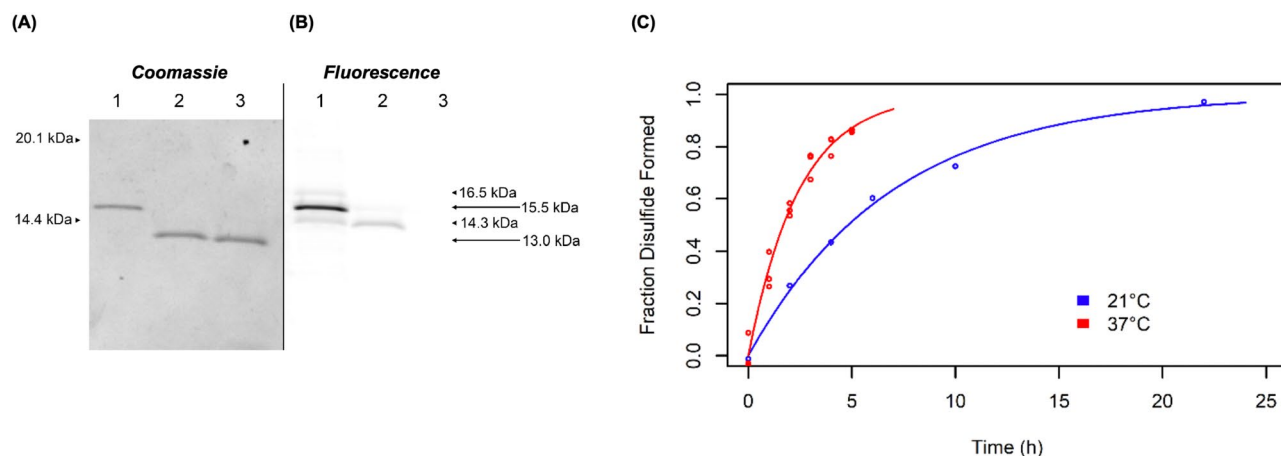 (A)
(B)
(C)
Coomassie
Fluorescence
1 2 3
1 2 3
20.1 kDa
14.4 kDa
16.5 kDa
15.5 kDa
14.3 kDa
13.0 kDa
Fraction Disulfide Formed
1.0
0.8
0.6
0.4
0.2
0.0
21°C
37°C
0 5 10 15 20 25
Time (h)